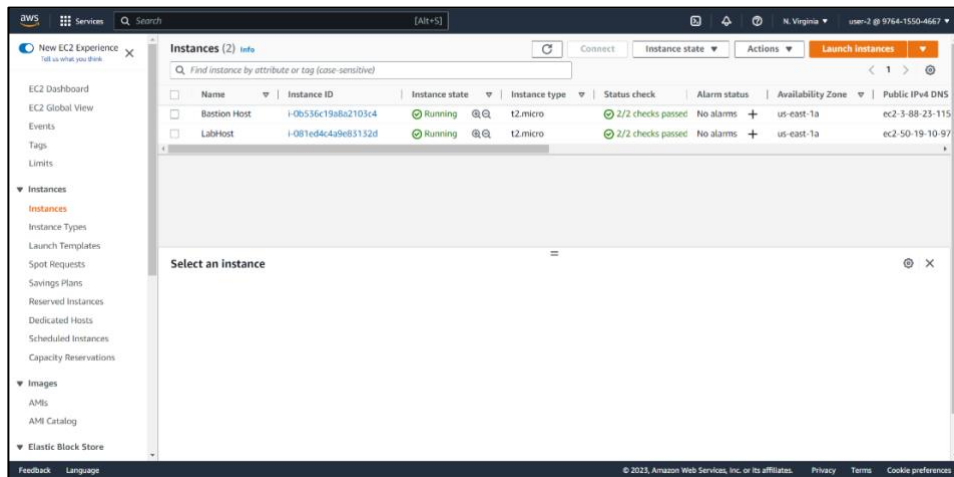 aws Services Search [Alt+S] N. Virginia user-2 @ 9764-1550-4667
New EC2 Experience
Tell us what you think
EC2 Dashboard
EC2 Global View
Events
Tags
Limits
Instances
Instances
Instance Types
Launch Templates
Spot Requests
Savings Plans
Reserved Instances
Dedicated Hosts
Scheduled Instances
Capacity Reservations
Images
AMIs
AMI Catalog
Elastic Block Store
Instances (2) Info Connect Instance state Actions Launch instances
Find instance by attribute or tag (case-sensitive) 1
Name Instance ID Instance state Instance type Status check Alarm status Availability Zone Public IPv4 DNS
Bastion Host i-0b536c19a8a2103c4 Running t2.micro 2/2 checks passed No alarms + us-east-1a ec2-3-88-23-115
LabHost i-081ed4c4a9e83132d Running t2.micro 2/2 checks passed No alarms + us-east-1a ec2-50-19-10-97
Select an instance
Feedback Language © 2023, Amazon Web Services, Inc. or its affiliates. Privacy Terms Cookie preferences